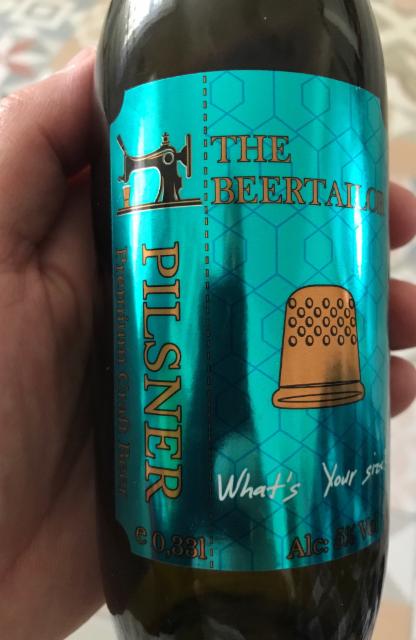 THE
BEERTAILOR
PILSNER
Premium Craft Beer
What's Your size
e 0,33l
Alc: 5% Vol